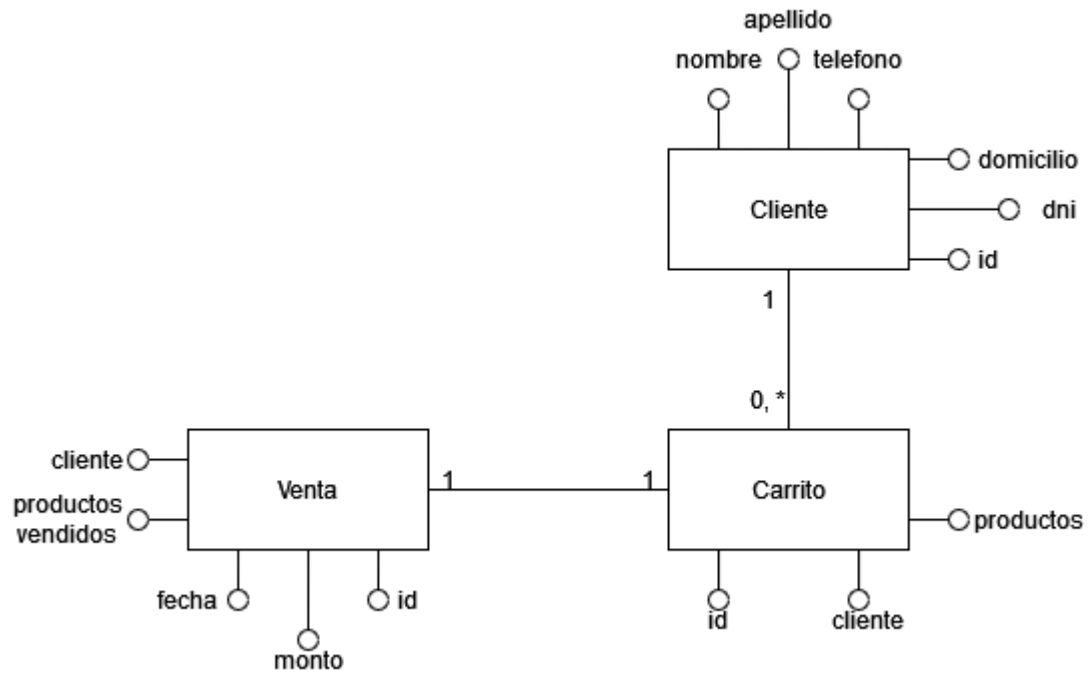 apellido
nombre
telefono
domicilio
Cliente
dni
id
1
0, *
cliente
Venta
1
1
Carrito
productos
vendidos
productos
fecha
id
id
cliente
monto